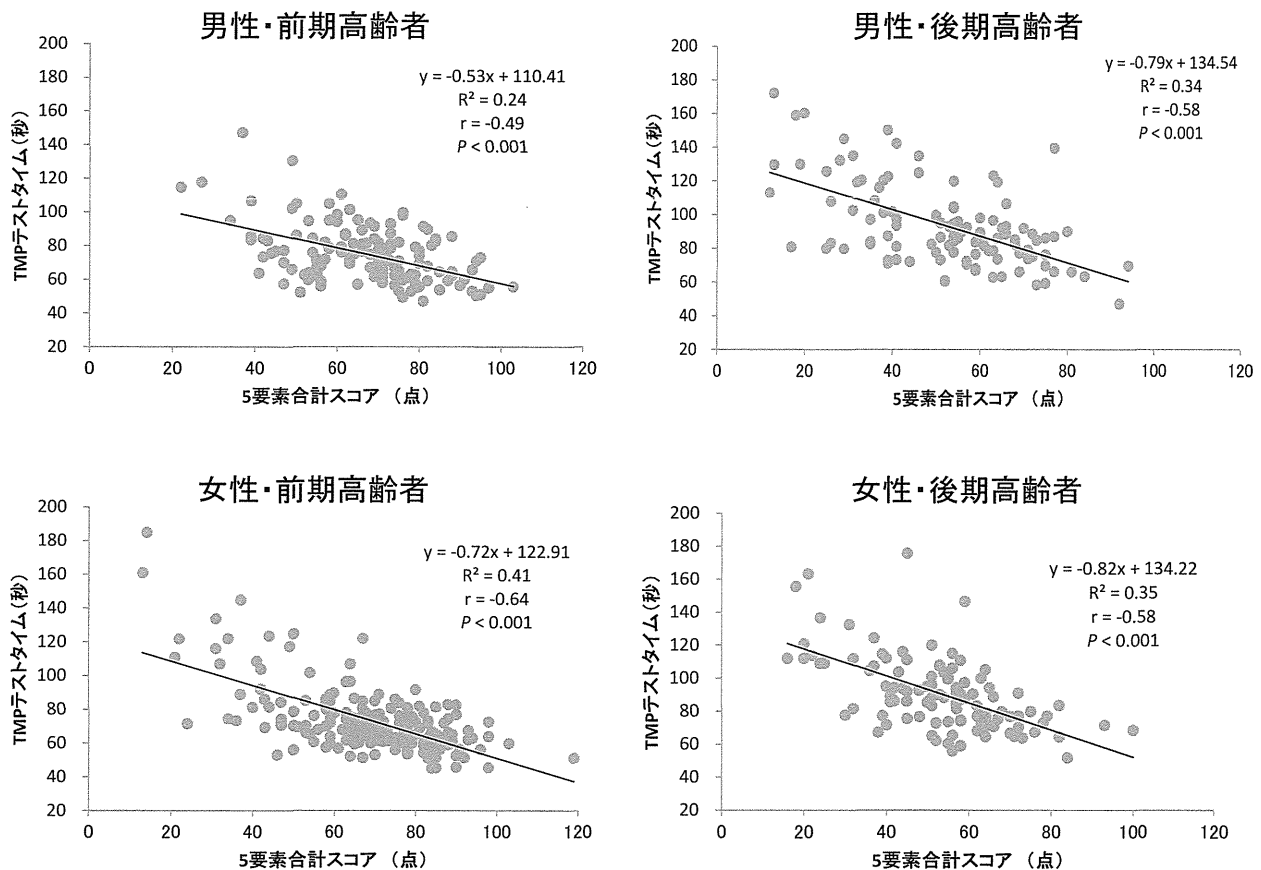 男性・前期高齢者
200
180
160
140
120
100
80
60
40
20
TMPテストタイム(秒)
y = -0.53x + 110.41
R² = 0.24
r = -0.49
P < 0.001
0 20 40 60 80 100 120
5要素合計スコア (点)
男性・後期高齢者
200
180
160
140
120
100
80
60
40
20
TMPテストタイム(秒)
y = -0.79x + 134.54
R² = 0.34
r = -0.58
P < 0.001
0 20 40 60 80 100 120
5要素合計スコア (点)
女性・前期高齢者
200
180
160
140
120
100
80
60
40
20
TMPテストタイム(秒)
y = -0.72x + 122.91
R² = 0.41
r = -0.64
P < 0.001
0 20 40 60 80 100 120
5要素合計スコア (点)
女性・後期高齢者
200
180
160
140
120
100
80
60
40
20
TMPテストタイム(秒)
y = -0.82x + 134.22
R² = 0.35
r = -0.58
P < 0.001
0 20 40 60 80 100 120
5要素合計スコア (点)